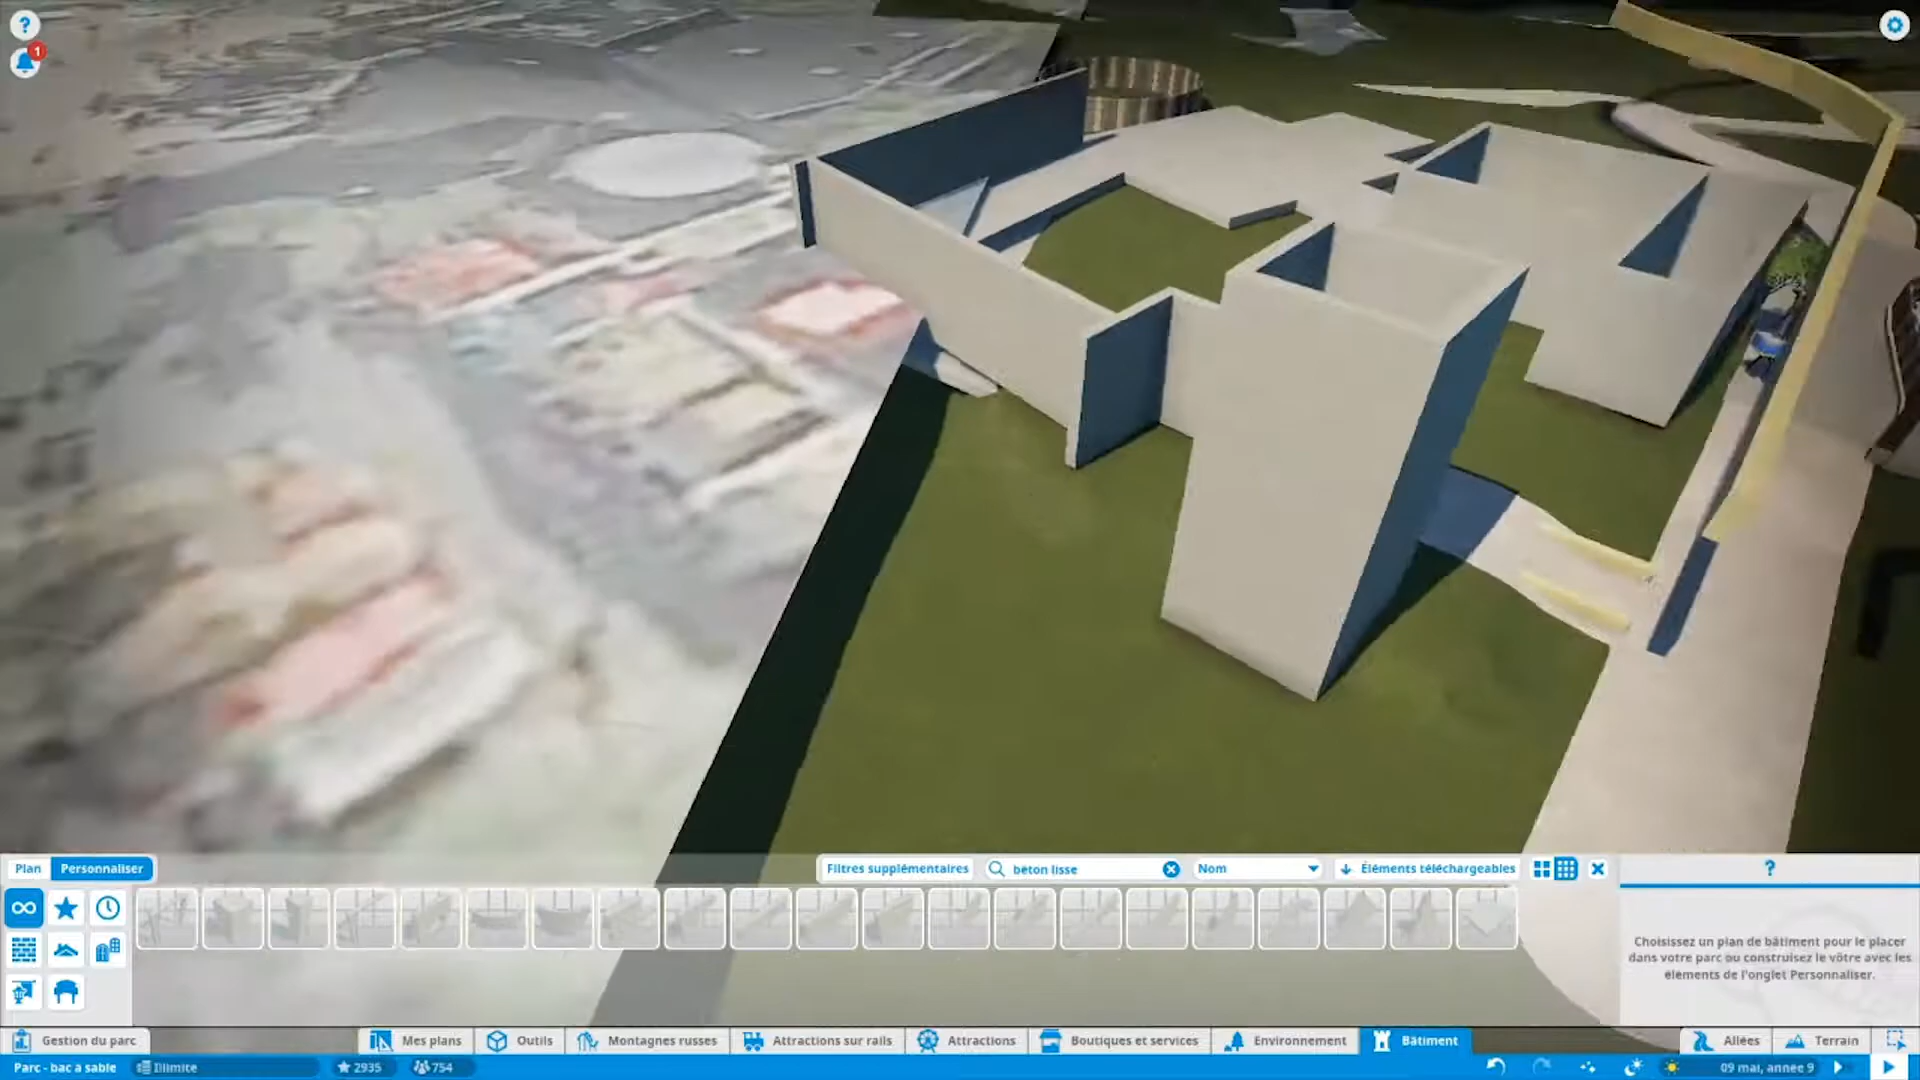 ?
1
Plan
Personnaliser
Filtres supplémentaires
béton lisse
Nom
Éléments téléchargeables
?
Choisissez un plan de bâtiment pour le placer
dans votre parc ou construisez le vôtre avec les
éléments de l'onglet Personnaliser.
Gestion du parc
Mes plans
Outils
Montagnes russes
Attractions sur rails
Attractions
Boutiques et services
Environnement
Bâtiment
Allées
Terrain
Parc - bac à sable
Illimité
2935
754
09 mai, année 9